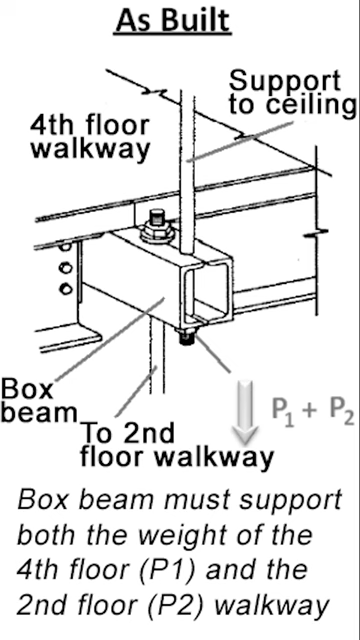 As Built
Support
to ceiling
4th floor
walkway
Box
beam
To 2nd
floor walkway
P1 + P2
Box beam must support
both the weight of the
4th floor (P1) and the
2nd floor (P2) walkway